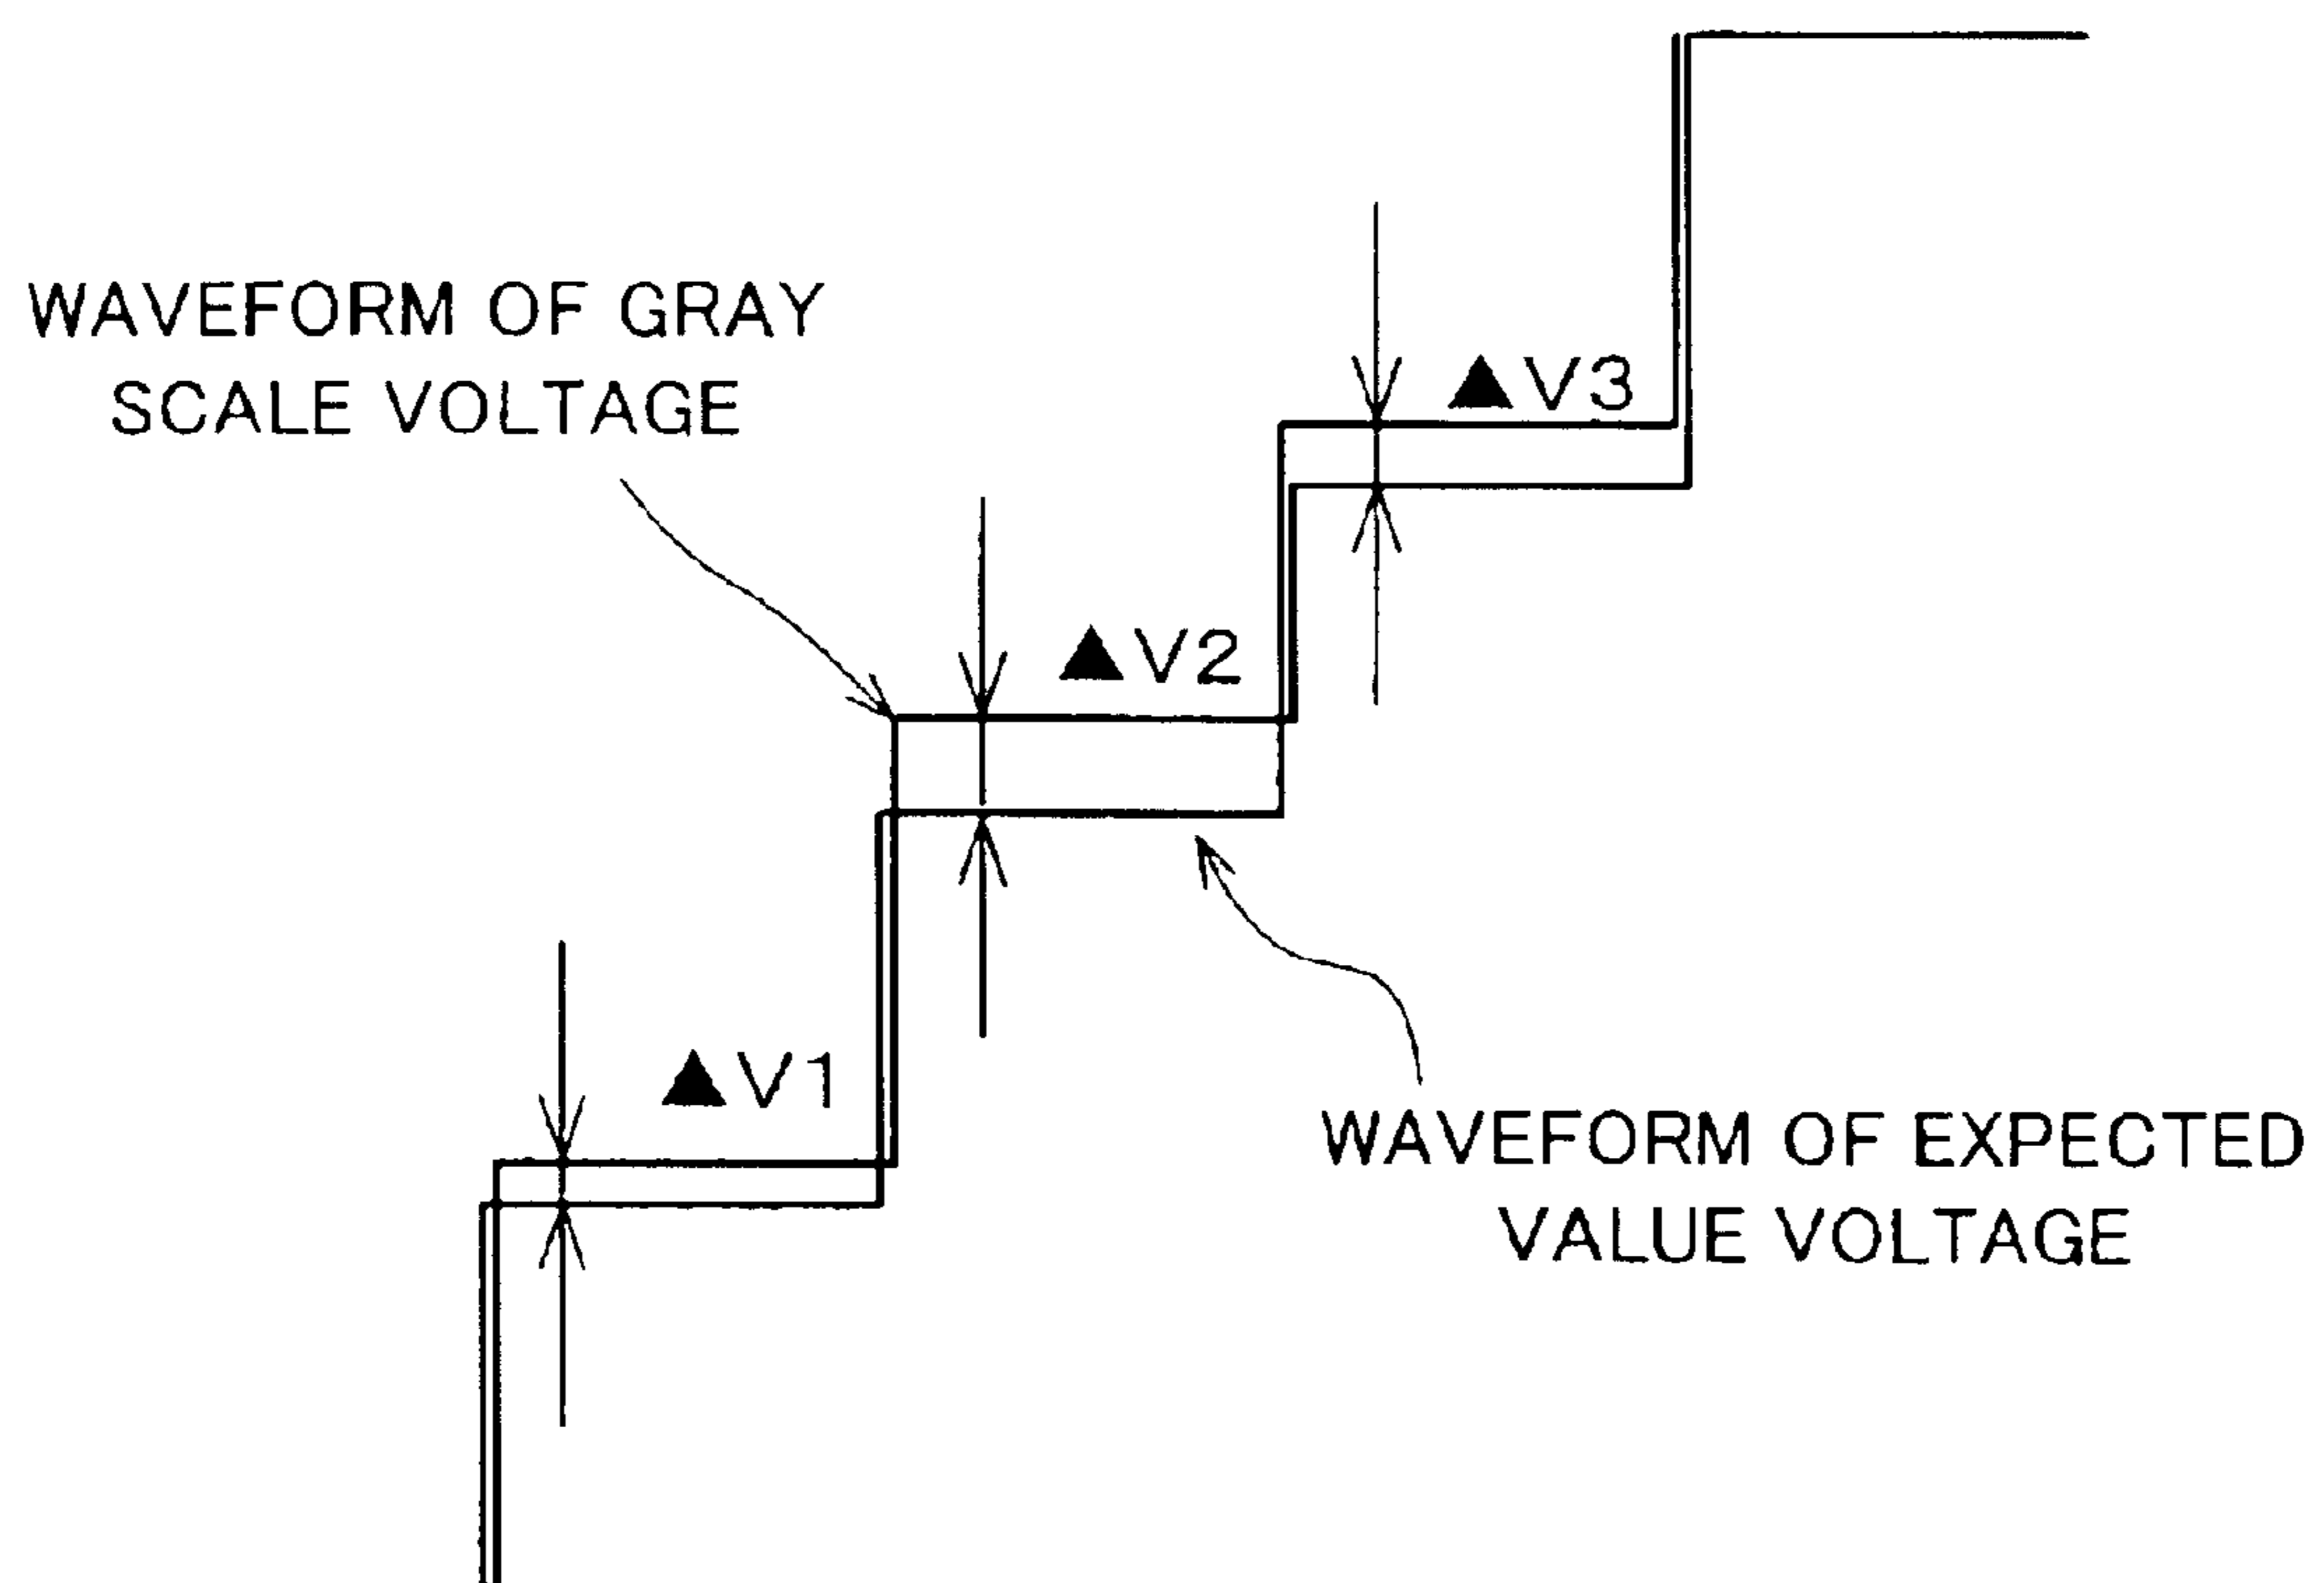 WAVEFORM OF GRAY
SCALE VOLTAGE
▲V3
▲V2
▲V1
WAVEFORM OF EXPECTED
VALUE VOLTAGE